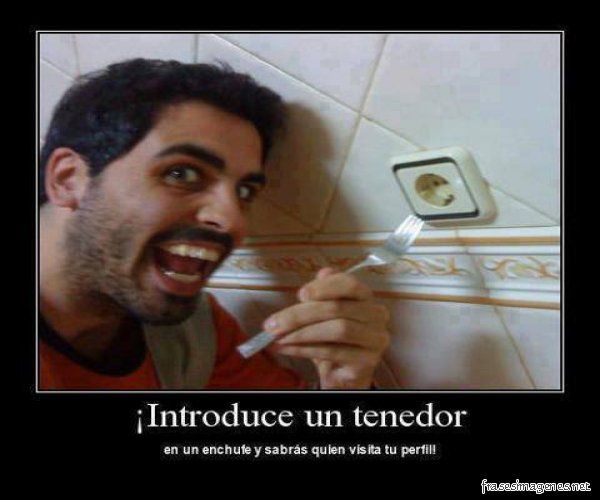 ¡Introduce un tenedor
en un enchufe y sabrás quien visita tu perfil!
frasesimagenes.net